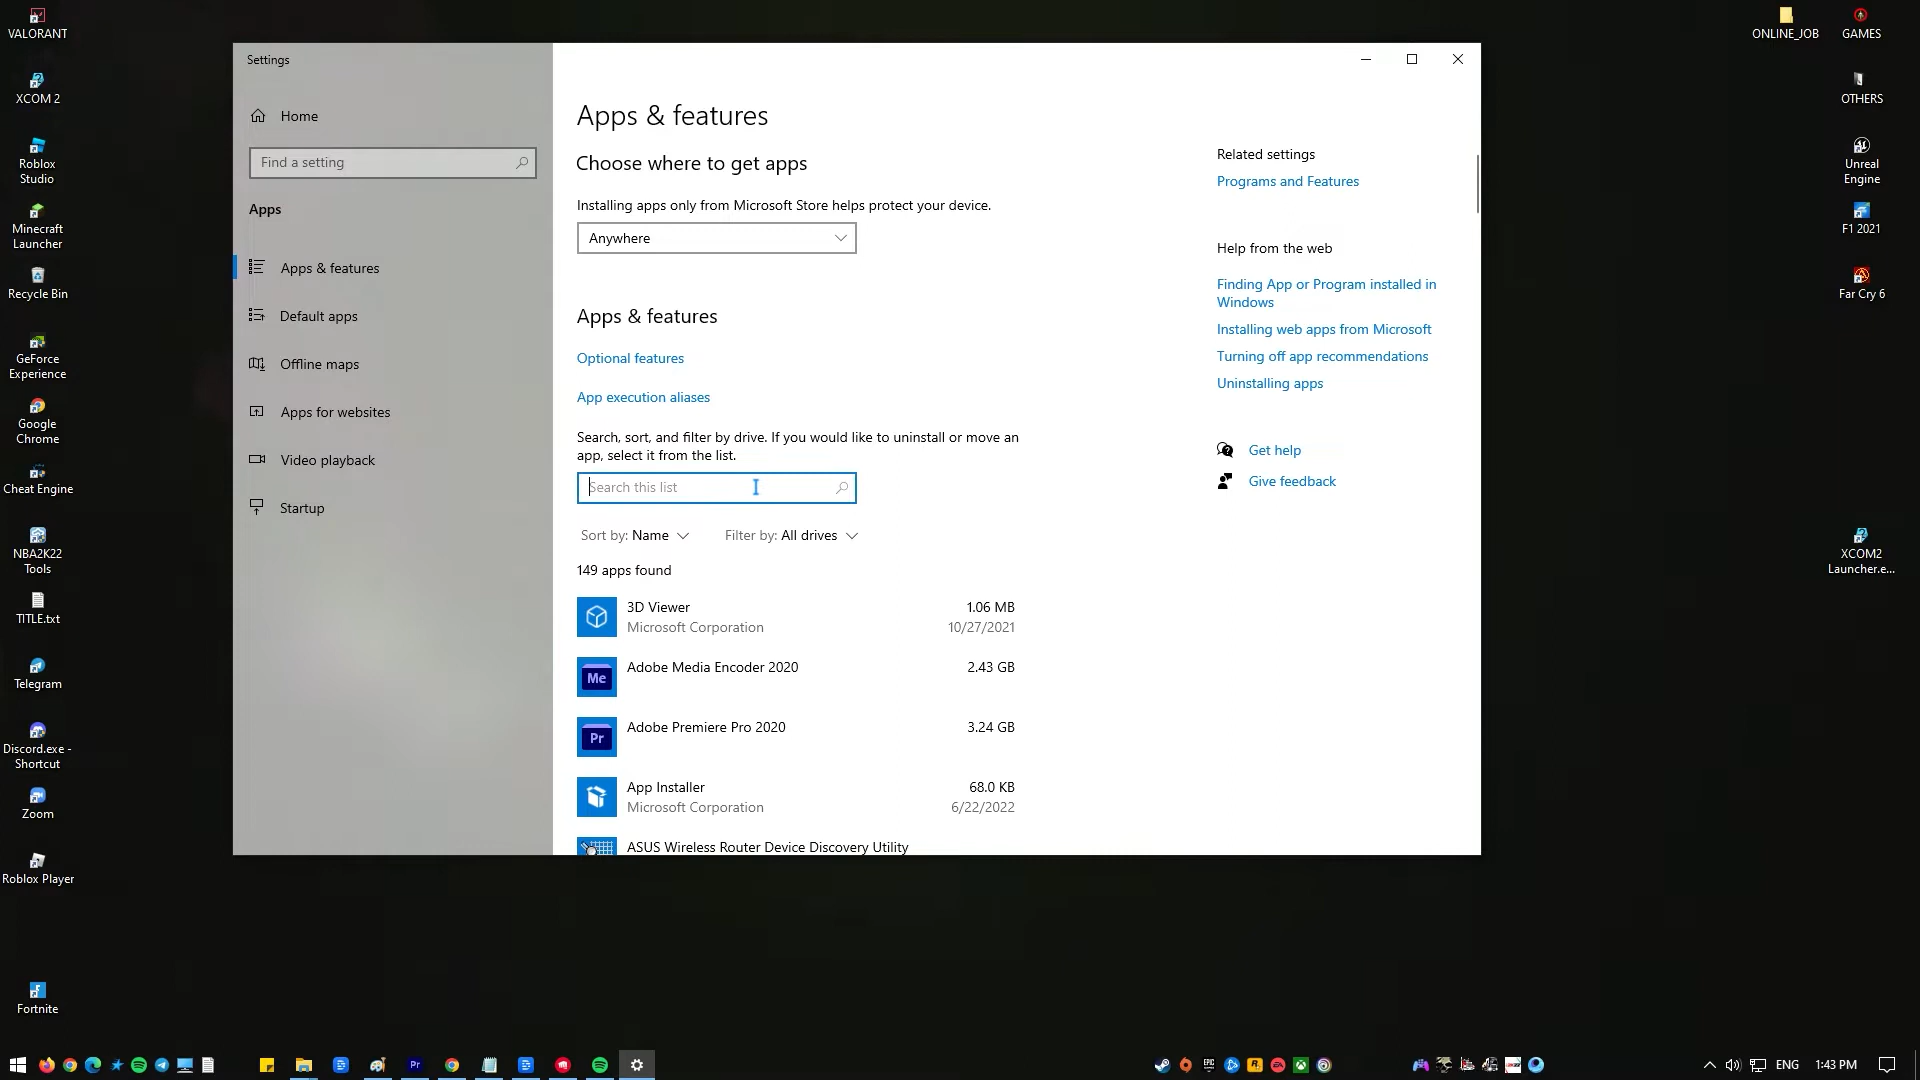 VALORANT
XCOM 2
Roblox
Studio
Minecraft
Launcher
Recycle Bin
GeForce
Experience
Google
Chrome
Cheat Engine
NBA2K22
Tools
TITLE.txt
Telegram
Discord.exe -
Shortcut
Zoom
Roblox Player
Fortnite
Settings
Home
Find a setting
Apps
Apps & features
Default apps
Offline maps
Apps for websites
Video playback
Startup
Apps & features
Choose where to get apps
Installing apps only from Microsoft Store helps protect your device.
Anywhere
Apps & features
Optional features
App execution aliases
Search, sort, and filter by drive. If you would like to uninstall or move an
app, select it from the list.
Search this list
Sort by: Name
Filter by: All drives
149 apps found
3D Viewer 1.06 MB
Microsoft Corporation 10/27/2021
Me
Adobe Media Encoder 2020 2.43 GB
Pr
Adobe Premiere Pro 2020 3.24 GB
App Installer 68.0 KB
Microsoft Corporation 6/22/2022
ASUS Wireless Router Device Discovery Utility
Related settings
Programs and Features
Help from the web
Finding App or Program installed in
Windows
Installing web apps from Microsoft
Turning off app recommendations
Uninstalling apps
Get help
Give feedback
ONLINE_JOB
GAMES
OTHERS
Unreal
Engine
F1 2021
Far Cry 6
XCOM2
Launcher.e...
Pr
EPIC
R
EA
ENG
1:43 PM